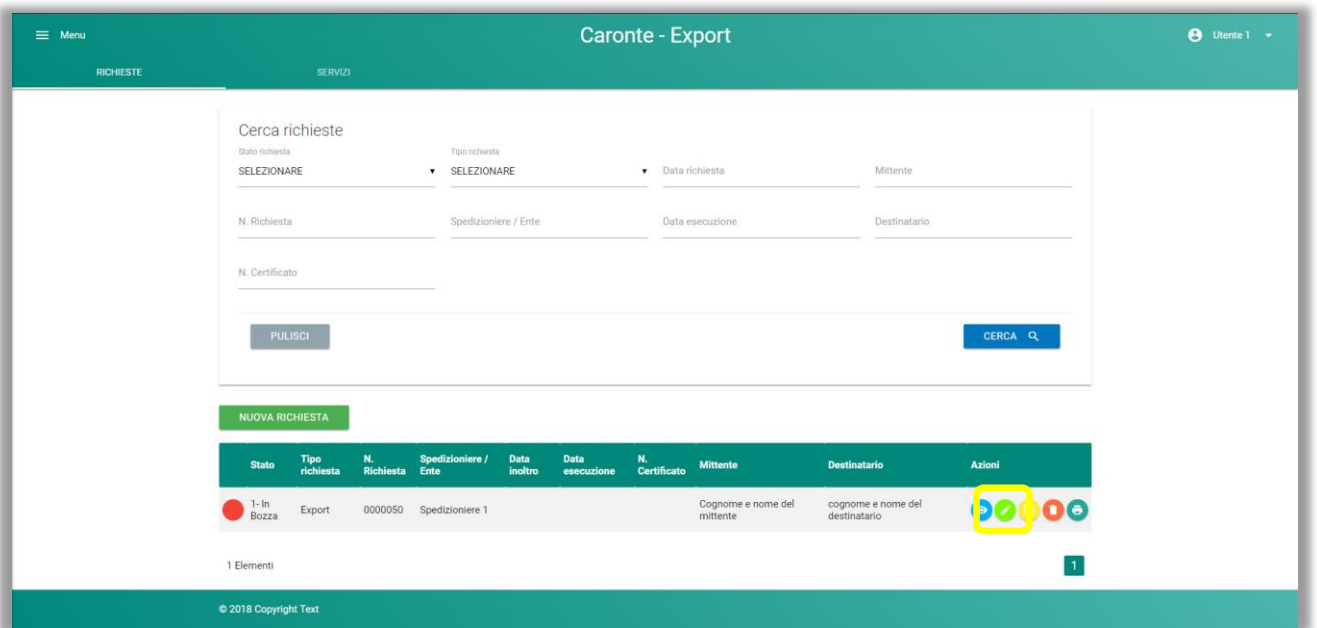 Menu
Caronte - Export
Utente 1
RICHIESTE
SERVIZI
Cerca richieste
Stato richiesta
Tipo richiesta
SELEZIONARE
SELEZIONARE
Data richiesta
Mittente
N. Richiesta
Spedizioniere / Ente
Data esecuzione
Destinatario
N. Certificato
PULISCI
CERCA
NUOVA RICHIESTA
Stato
Tipo
richiesta
N.
Richiesta
Spedizioniere /
Ente
Data
inoltro
Data
esecuzione
N.
Certificato
Mittente
Destinatario
Azioni
1- In
Bozza
Export
0000050
Spedizioniere 1
Cognome e nome del
mittente
cognome e nome del
destinatario
1 Elementi
1
© 2018 Copyright Text